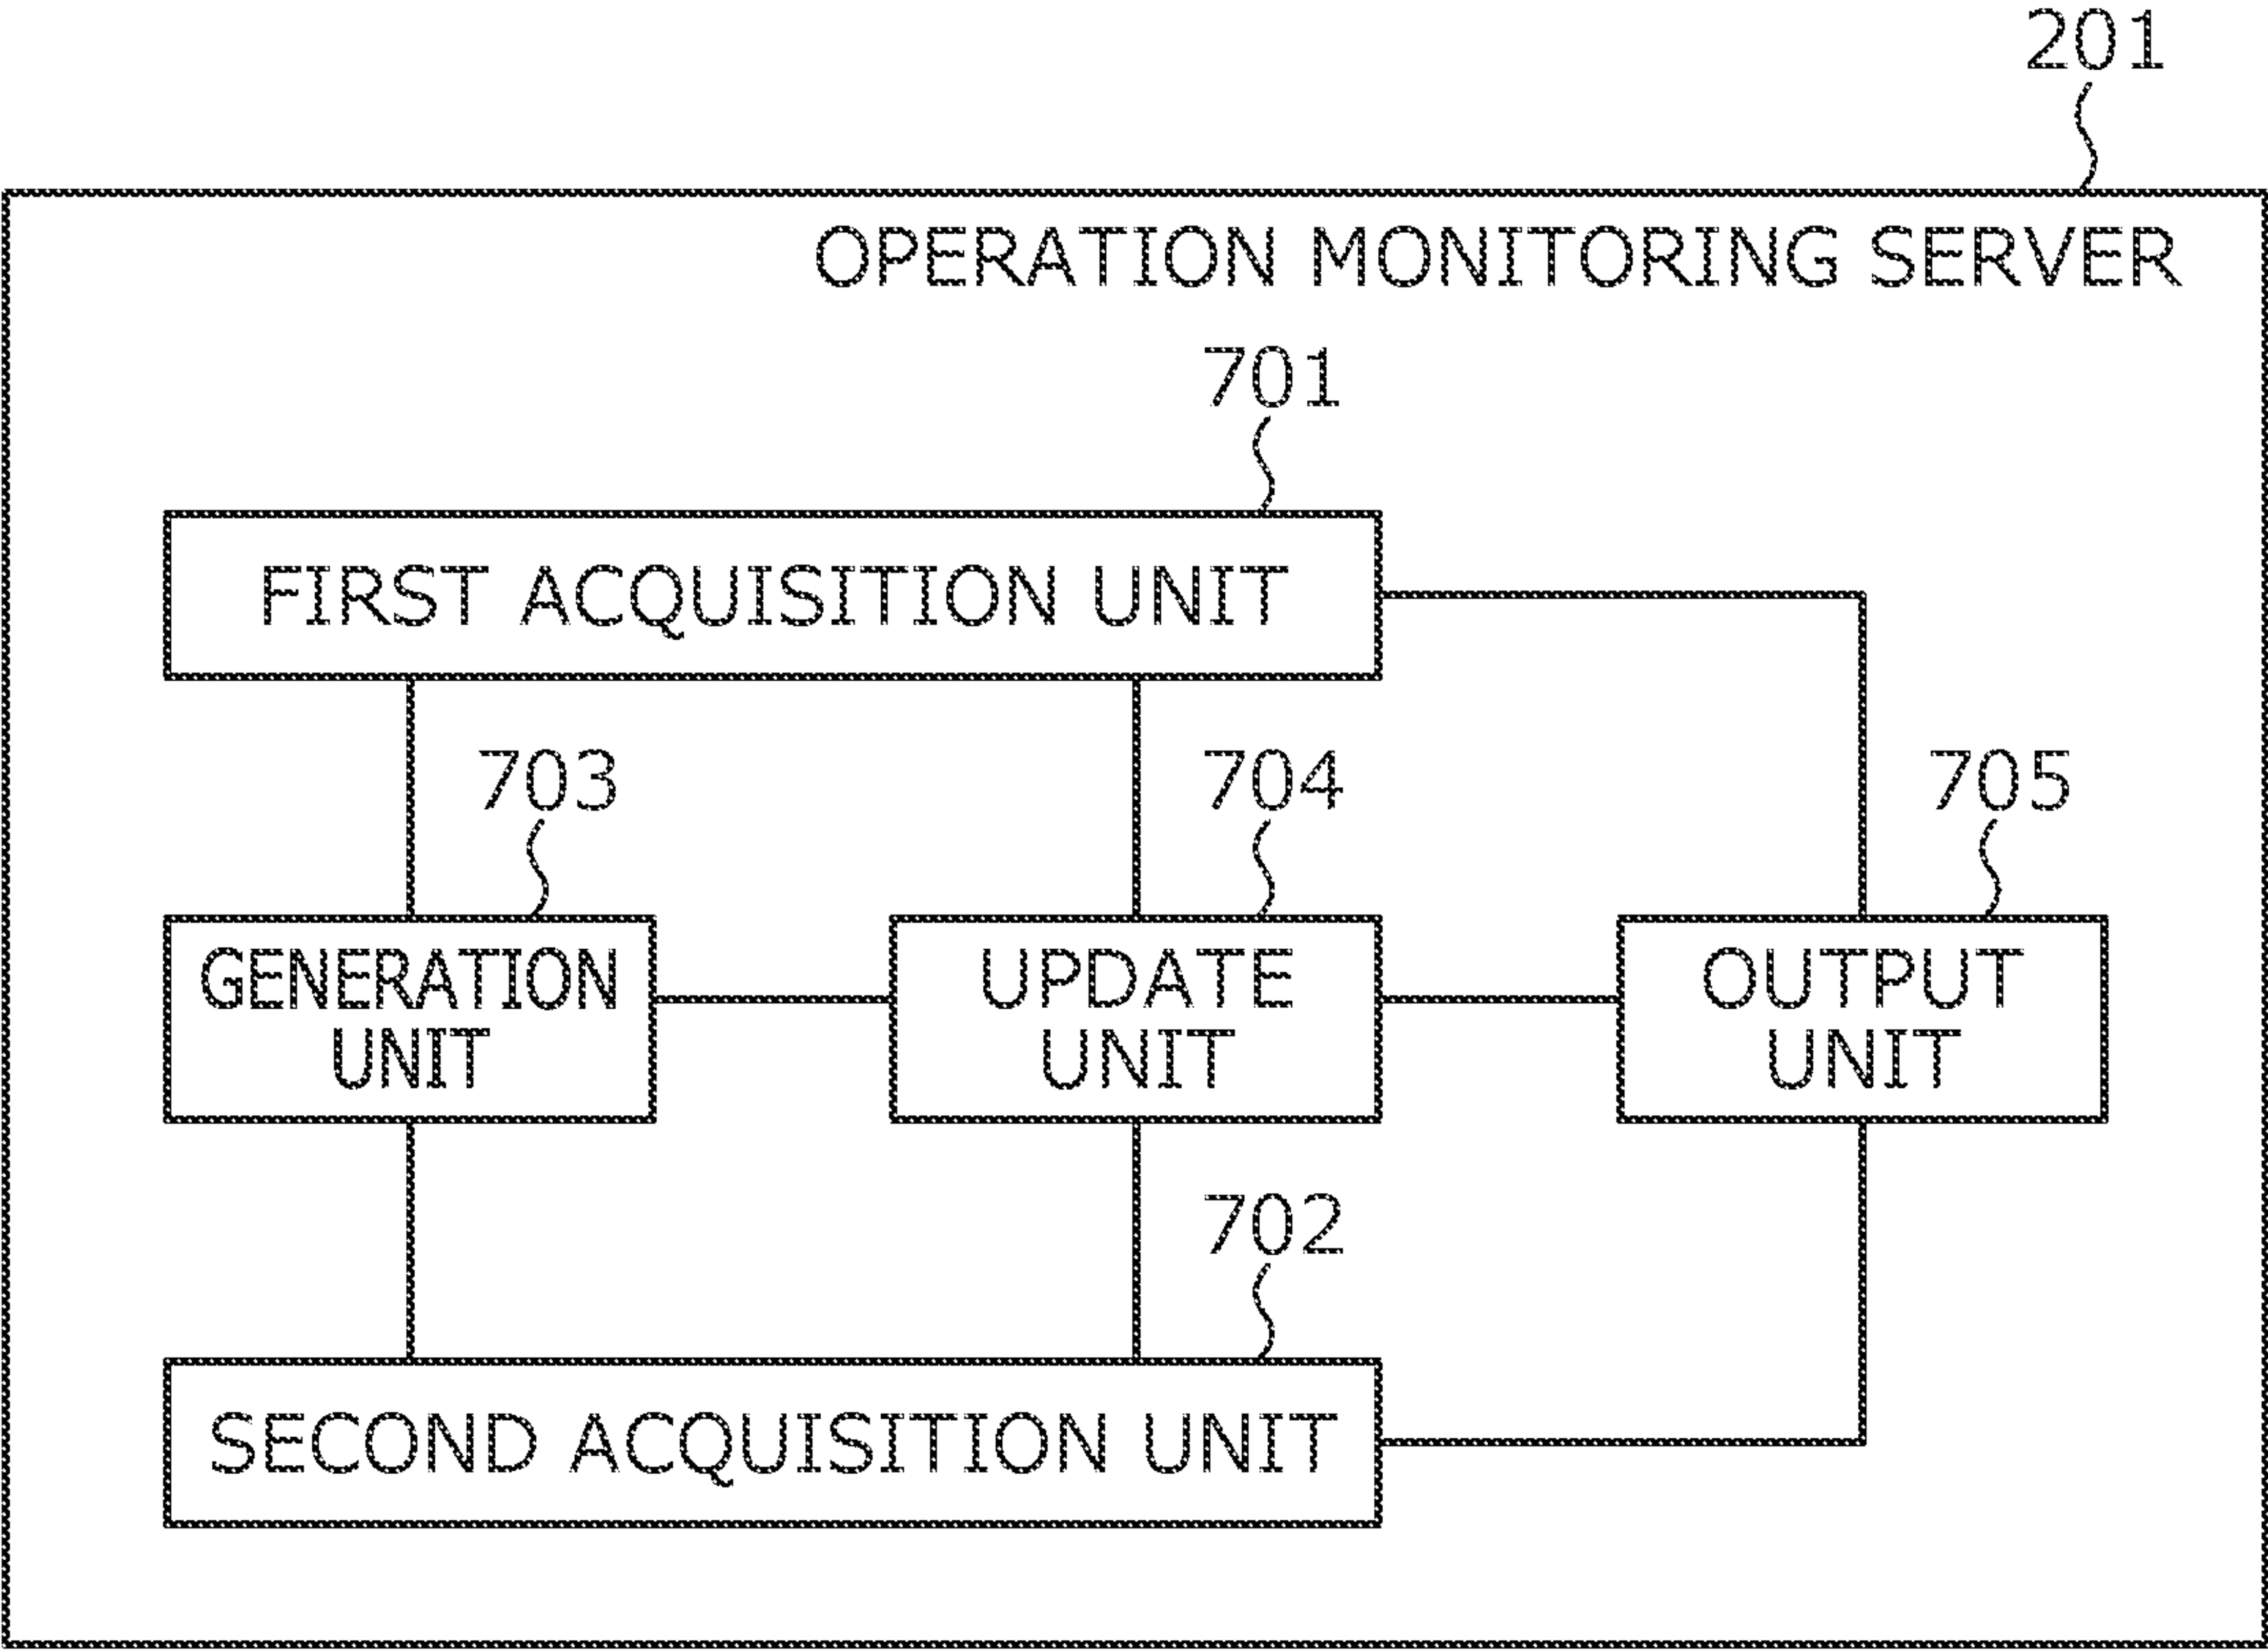 201
OPERATION MONITORING SERVER
701
FIRST ACQUISITION UNIT
703
704
705
GENERATION
UNIT
UPDATE
UNIT
OUTPUT
UNIT
702
SECOND ACQUISITION UNIT